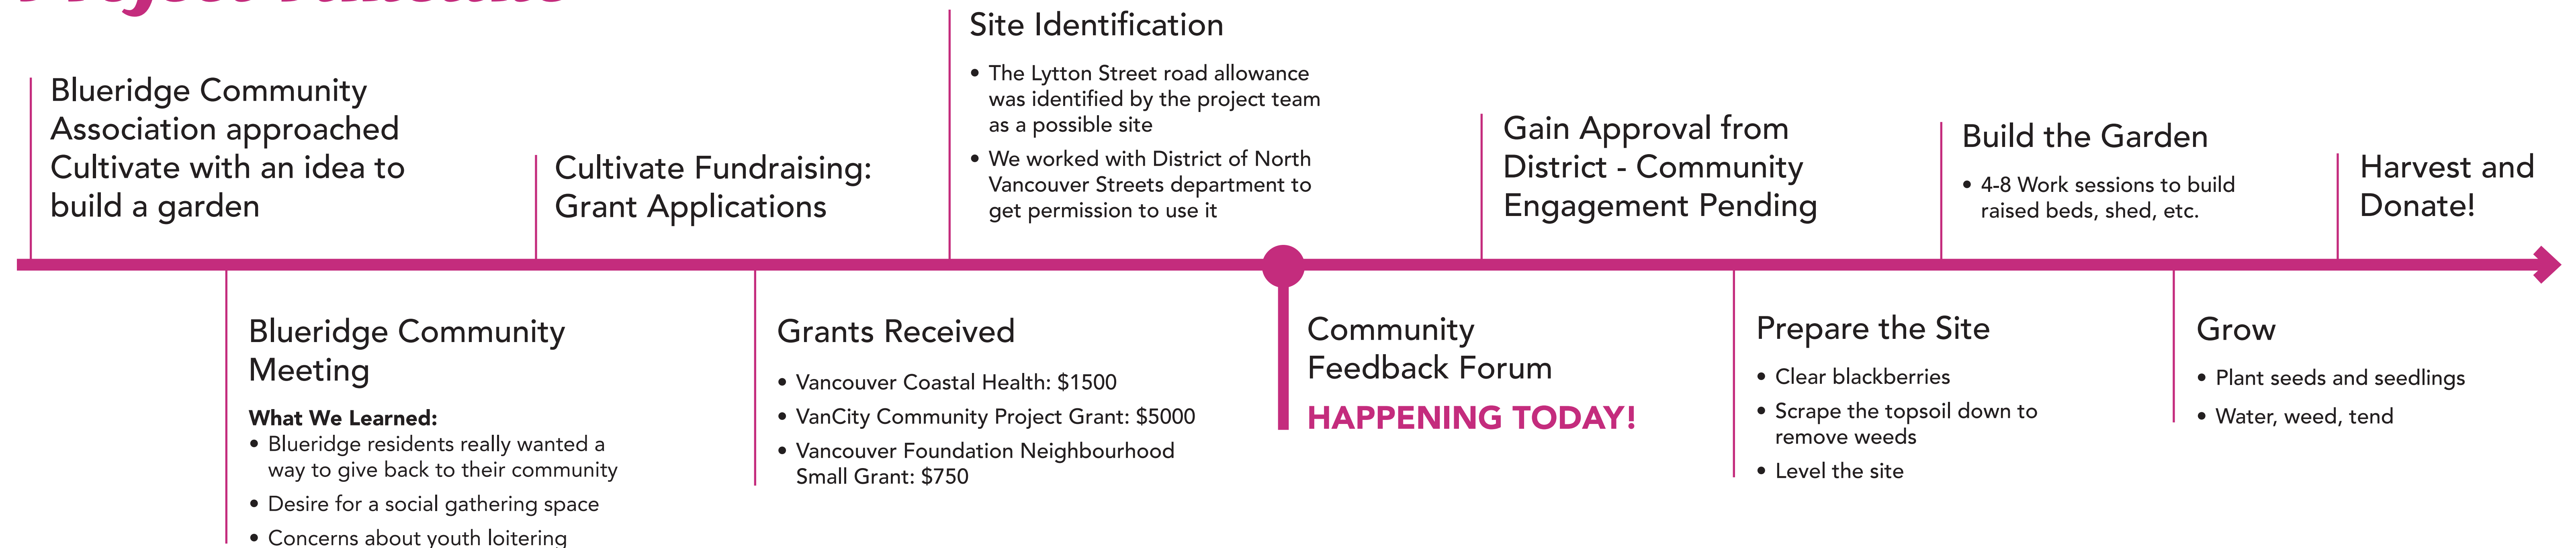 Blueridge Community
Association approached
Cultivate with an idea to
build a garden
Blueridge Community
Meeting
What We Learned:
• Blueridge residents really wanted a
way to give back to their community
• Desire for a social gathering space
• Concerns about youth loitering
Cultivate Fundraising:
Grant Applications
Grants Received
• Vancouver Coastal Health: $1500
• VanCity Community Project Grant: $5000
• Vancouver Foundation Neighbourhood
Small Grant: $750
Site Identification
• The Lytton Street road allowance
was identified by the project team
as a possible site
• We worked with District of North
Vancouver Streets department to
get permission to use it
Community
Feedback Forum
HAPPENING TODAY!
Gain Approval from
District - Community
Engagement Pending
Prepare the Site
• Clear blackberries
• Scrape the topsoil down to
remove weeds
• Level the site
Build the Garden
• 4-8 Work sessions to build
raised beds, shed, etc.
Grow
• Plant seeds and seedlings
• Water, weed, tend
Harvest and
Donate!